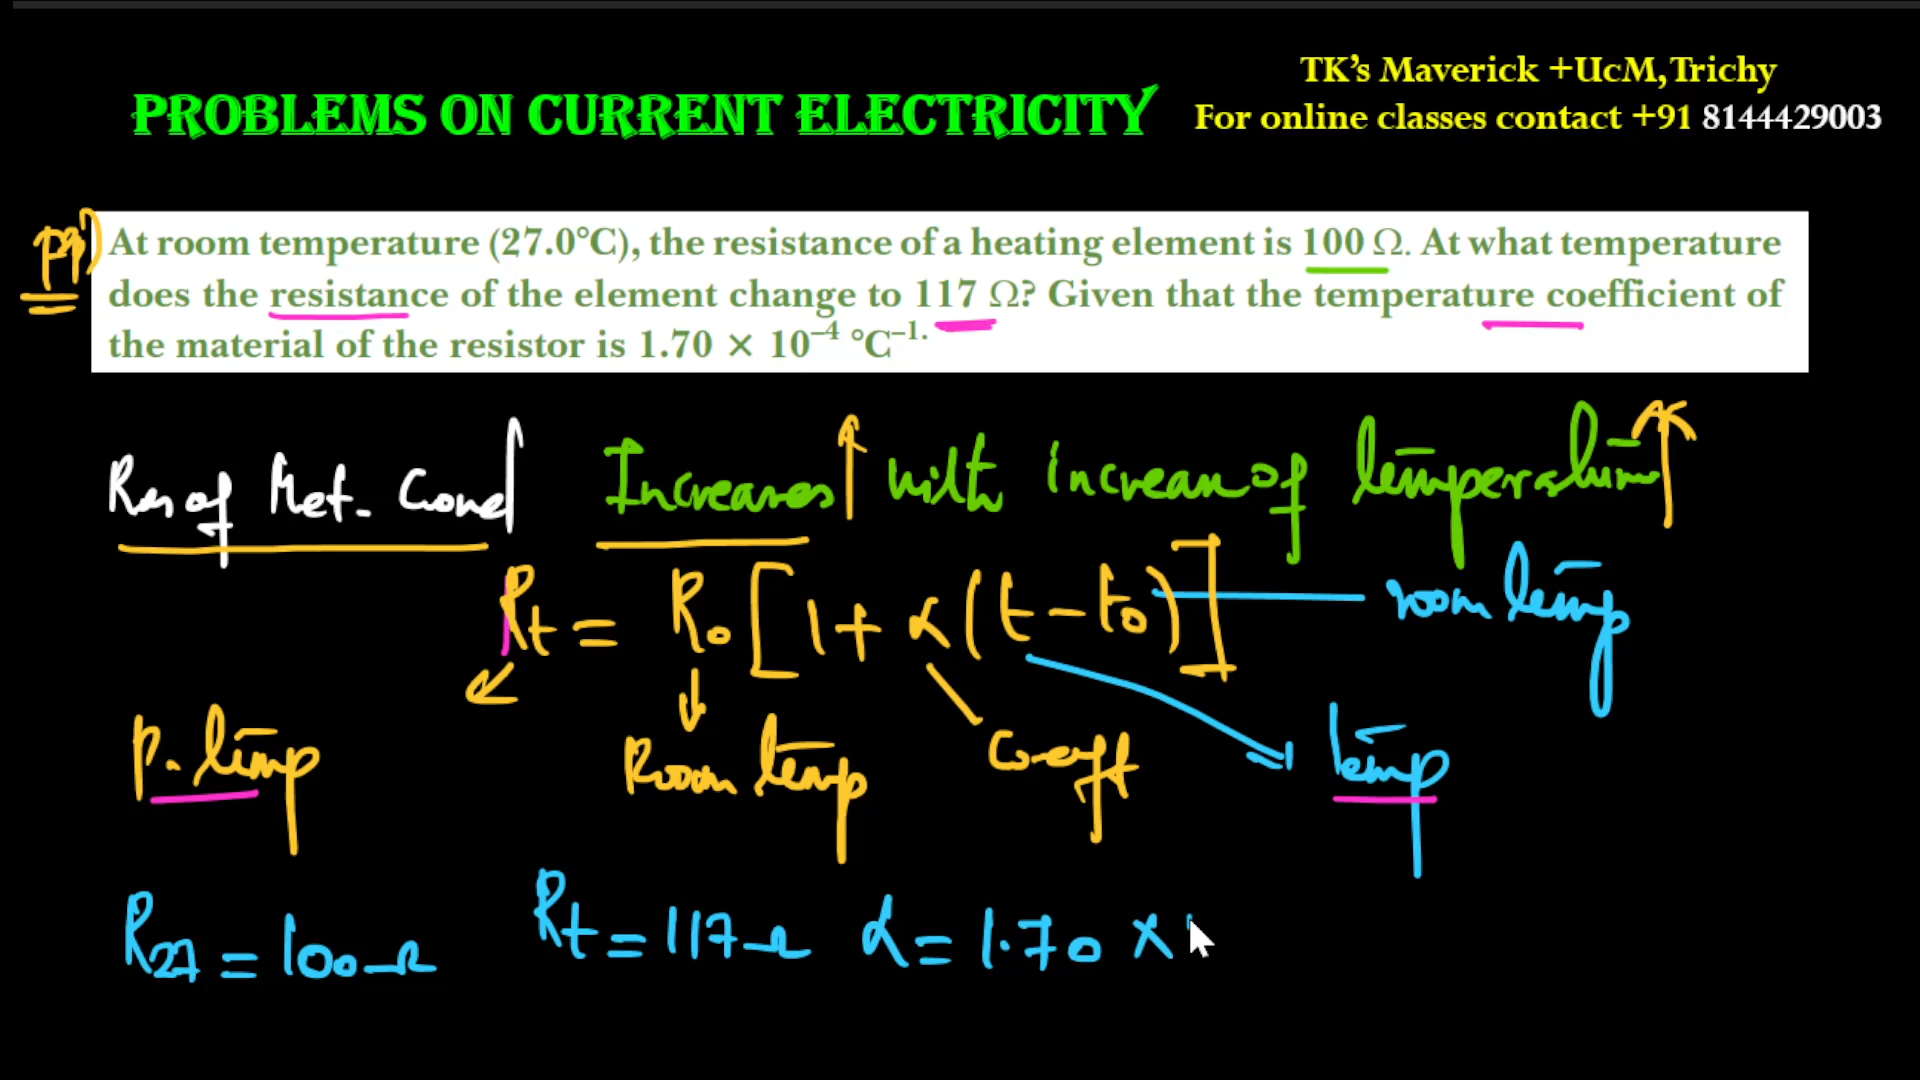 PROBLEMS ON CURRENT ELECTRICITY
TK's Maverick +UcM,Trichy
For online classes contact +91 8144429003
At room temperature (27.0°C), the resistance of a heating element is 100 Ω. At what temperature
does the resistance of the element change to 117 Ω? Given that the temperature coefficient of
the material of the resistor is 1.70 × 10⁻⁴ °C⁻¹.
Res of Met. Cond Increases ↑ with increase of temperature ↑
Rt = R₀ [1 + α (t – t₀)] room temp
P. temp Room temp Co-eft temp
R27 = 100 Ω Rt = 117 Ω α = 1.70 ×